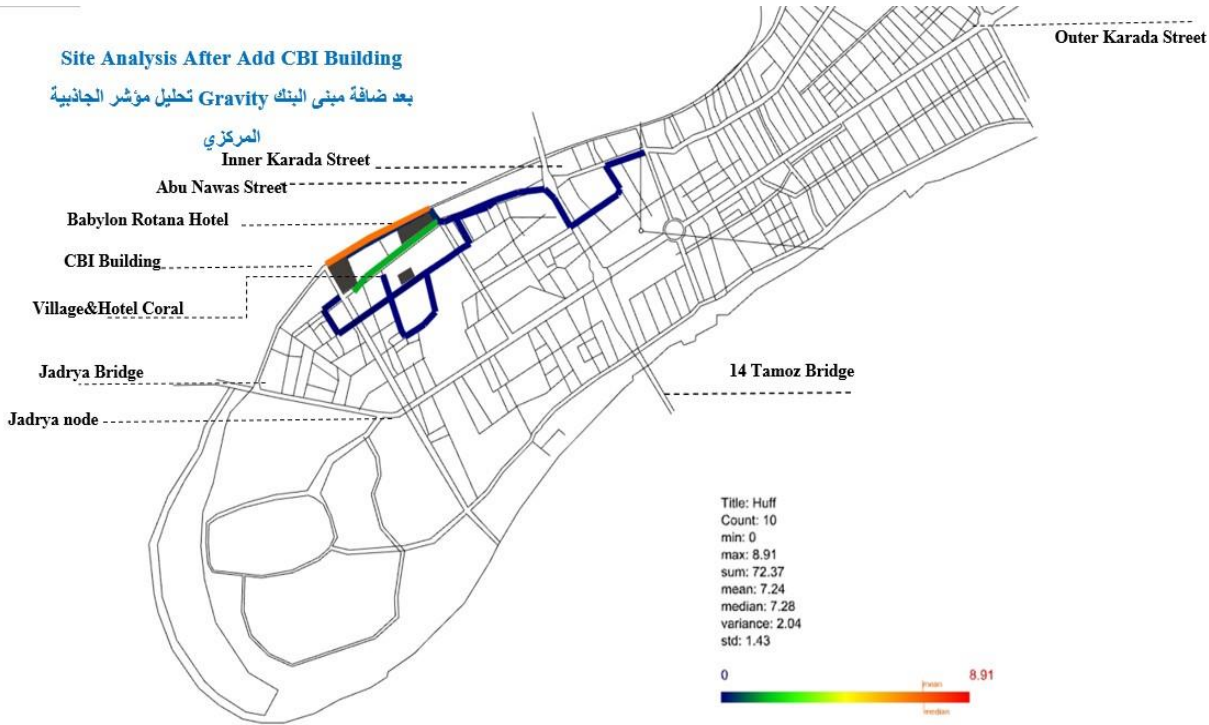 Site Analysis After Add CBI Building
بعد ضافة مبنى البنك Gravity تحليل مؤشر الجاذبية
المركزي
Outer Karada Street
Inner Karada Street
Abu Nawas Street
Babylon Rotana Hotel
CBI Building
Village&Hotel Coral
Jadrya Bridge
14 Tamoz Bridge
Jadrya node
Title: Huff
Count: 10
min: 0
max: 8.91
sum: 72.37
mean: 7.24
median: 7.28
variance: 2.04
std: 1.43
0
8.91
mean
median